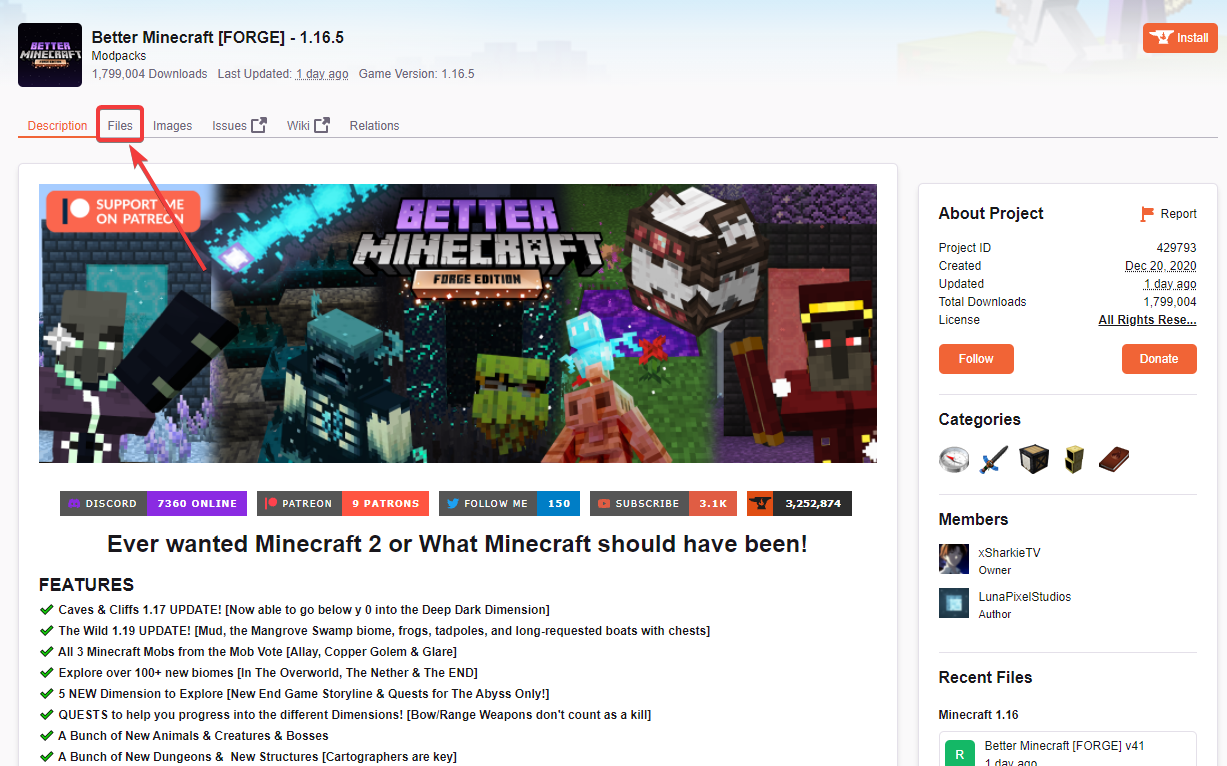 BETTER
MINECRAFT
Better Minecraft [FORGE] - 1.16.5
Modpacks
1,799,004 Downloads Last Updated: 1 day ago Game Version: 1.16.5
Install
Description Files Images Issues Wiki Relations
SUPPORT ME
ON PATREON
BETTER
MINECRAFT
FORGE EDITION
DISCORD 7360 ONLINE PATREON 9 PATRONS FOLLOW ME 150 SUBSCRIBE 3.1K 3,252,874
Ever wanted Minecraft 2 or What Minecraft should have been!
FEATURES
Caves & Cliffs 1.17 UPDATE! [Now able to go below y 0 into the Deep Dark Dimension]
The Wild 1.19 UPDATE! [Mud, the Mangrove Swamp biome, frogs, tadpoles, and long-requested boats with chests]
All 3 Minecraft Mobs from the Mob Vote [Allay, Copper Golem & Glare]
Explore over 100+ new biomes [In The Overworld, The Nether & The END]
5 NEW Dimension to Explore [New End Game Storyline & Quests for The Abyss Only!]
QUESTS to help you progress into the different Dimensions! [Bow/Range Weapons don't count as a kill]
A Bunch of New Animals & Creatures & Bosses
A Bunch of New Dungeons & New Structures [Cartographers are key]
About Project Report
Project ID 429793
Created Dec 20, 2020
Updated 1 day ago
Total Downloads 1,799,004
License All Rights Rese...
Follow Donate
Categories
Members
xSharkieTV
Owner
LunaPixelStudios
Author
Recent Files
Minecraft 1.16
R Better Minecraft [FORGE] v41
1 day ago